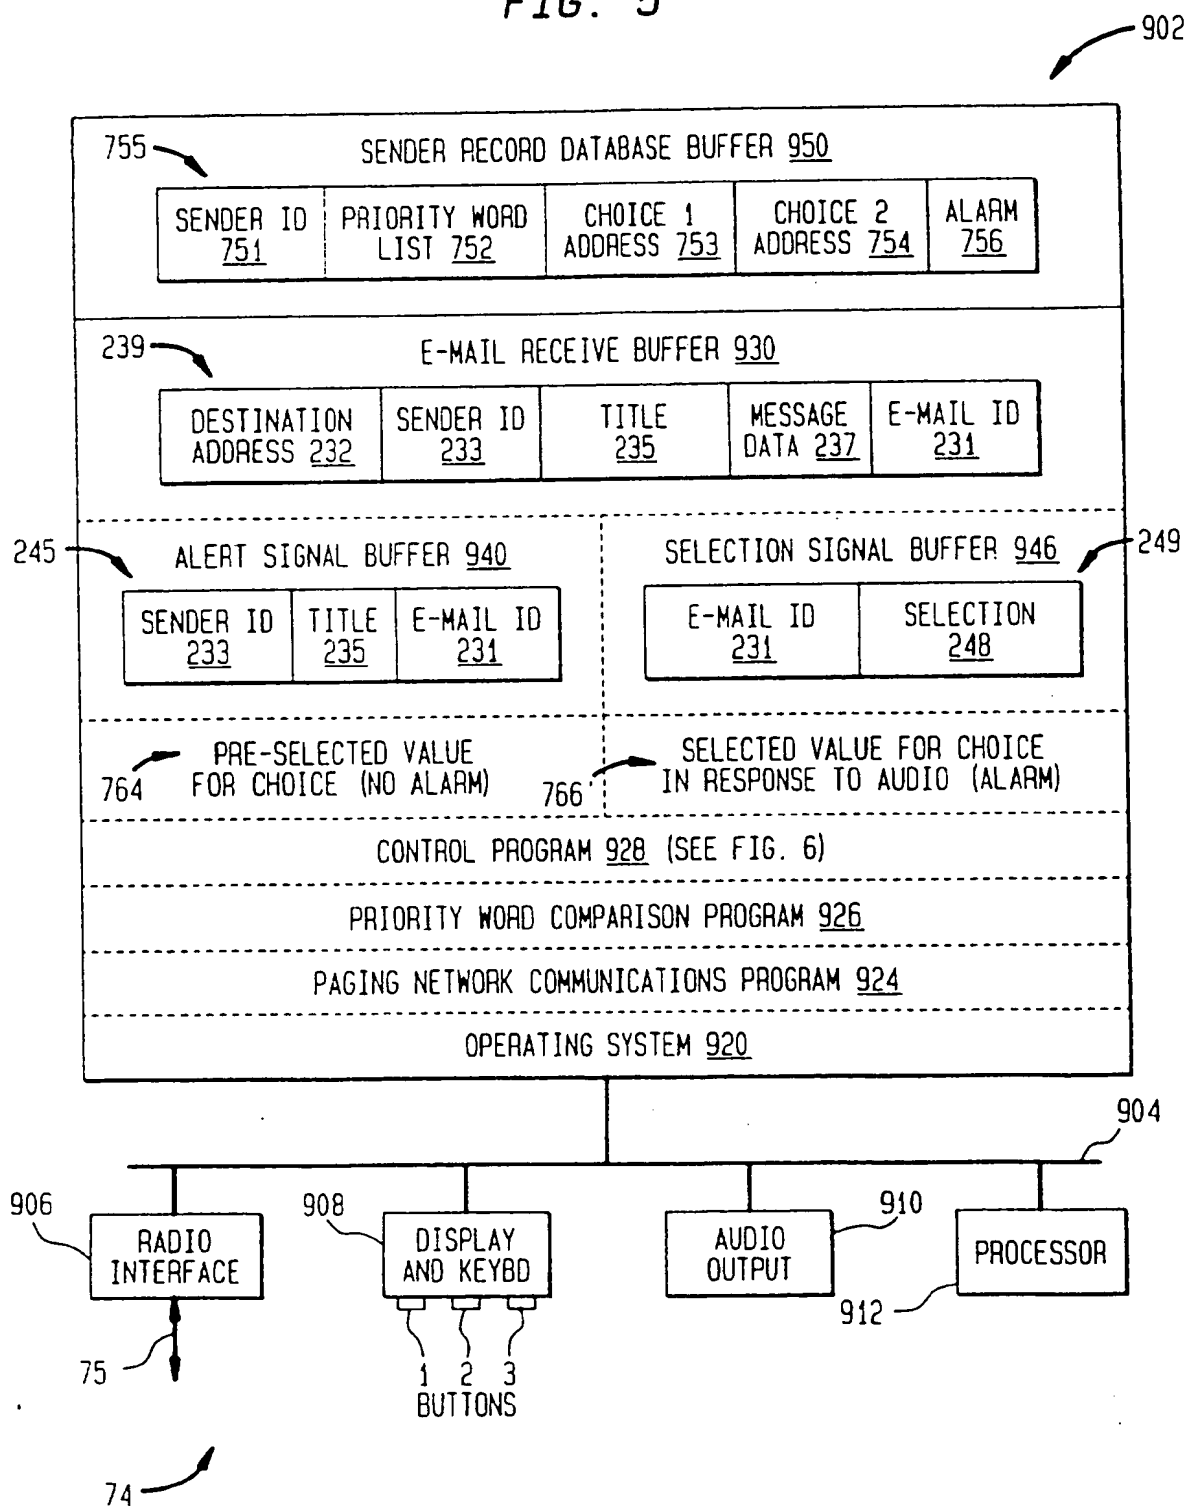 FIG. 5
902
755
SENDER RECORD DATABASE BUFFER 950
SENDER ID
751
PRIORITY WORD
LIST 752
CHOICE 1
ADDRESS 753
CHOICE 2
ADDRESS 754
ALARM
756
239
E-MAIL RECEIVE BUFFER 930
DESTINATION
ADDRESS 232
SENDER ID
233
TITLE
235
MESSAGE
DATA 237
E-MAIL ID
231
245
ALERT SIGNAL BUFFER 940
SENDER ID
233
TITLE
235
E-MAIL ID
231
SELECTION SIGNAL BUFFER 946
249
E-MAIL ID
231
SELECTION
248
764
PRE-SELECTED VALUE
FOR CHOICE (NO ALARM)
766
SELECTED VALUE FOR CHOICE
IN RESPONSE TO AUDIO (ALARM)
CONTROL PROGRAM 928 (SEE FIG. 6)
PRIORITY WORD COMPARISON PROGRAM 926
PAGING NETWORK COMMUNICATIONS PROGRAM 924
OPERATING SYSTEM 920
904
906
RADIO
INTERFACE
908
DISPLAY
AND KEYBD
910
AUDIO
OUTPUT
PROCESSOR
912
75
1 2 3
BUTTONS
74